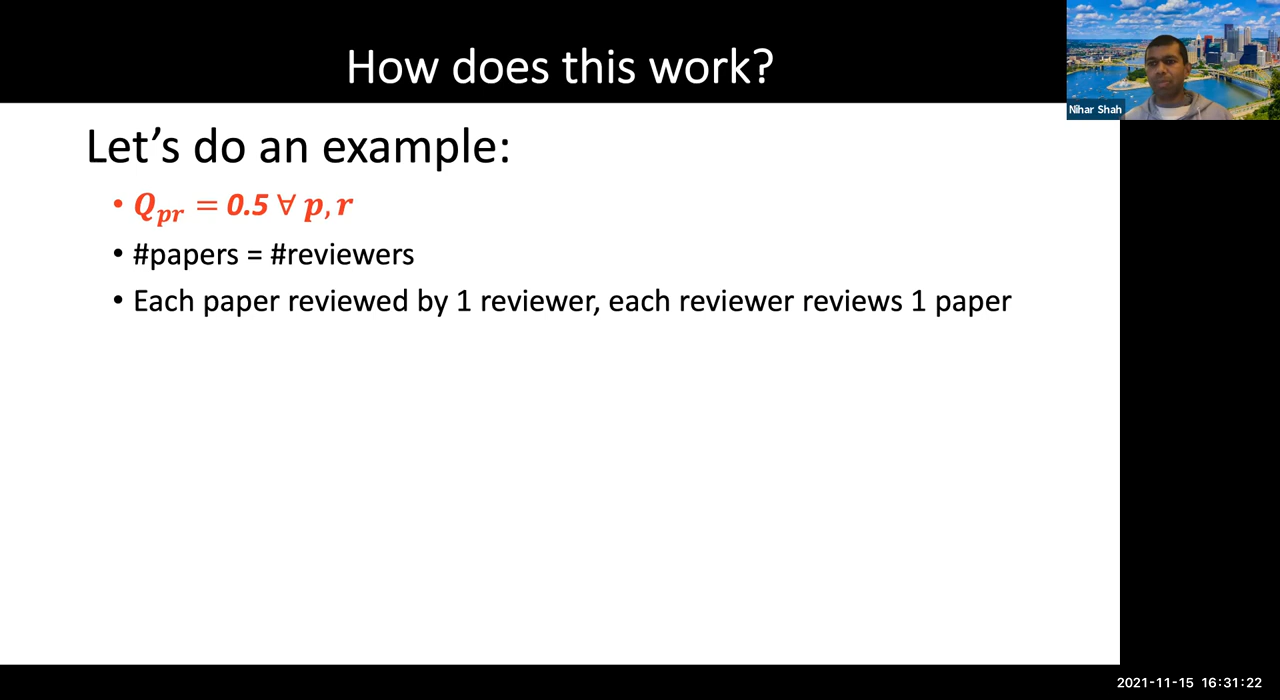 How does this work?
Nihar Shah
Let's do an example:
• Q_pr = 0.5 ∀ p, r
• #papers = #reviewers
• Each paper reviewed by 1 reviewer, each reviewer reviews 1 paper
2021-11-15 16:31:22